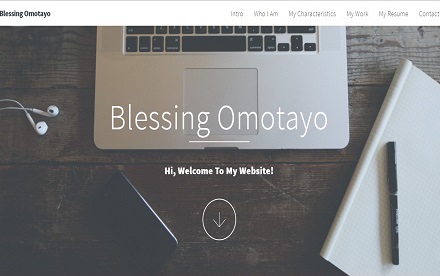 Blessing Omotayo
Intro Who I Am My Characteristics My Work My Resume Contact
Blessing Omotayo
Hi, Welcome To My Website!